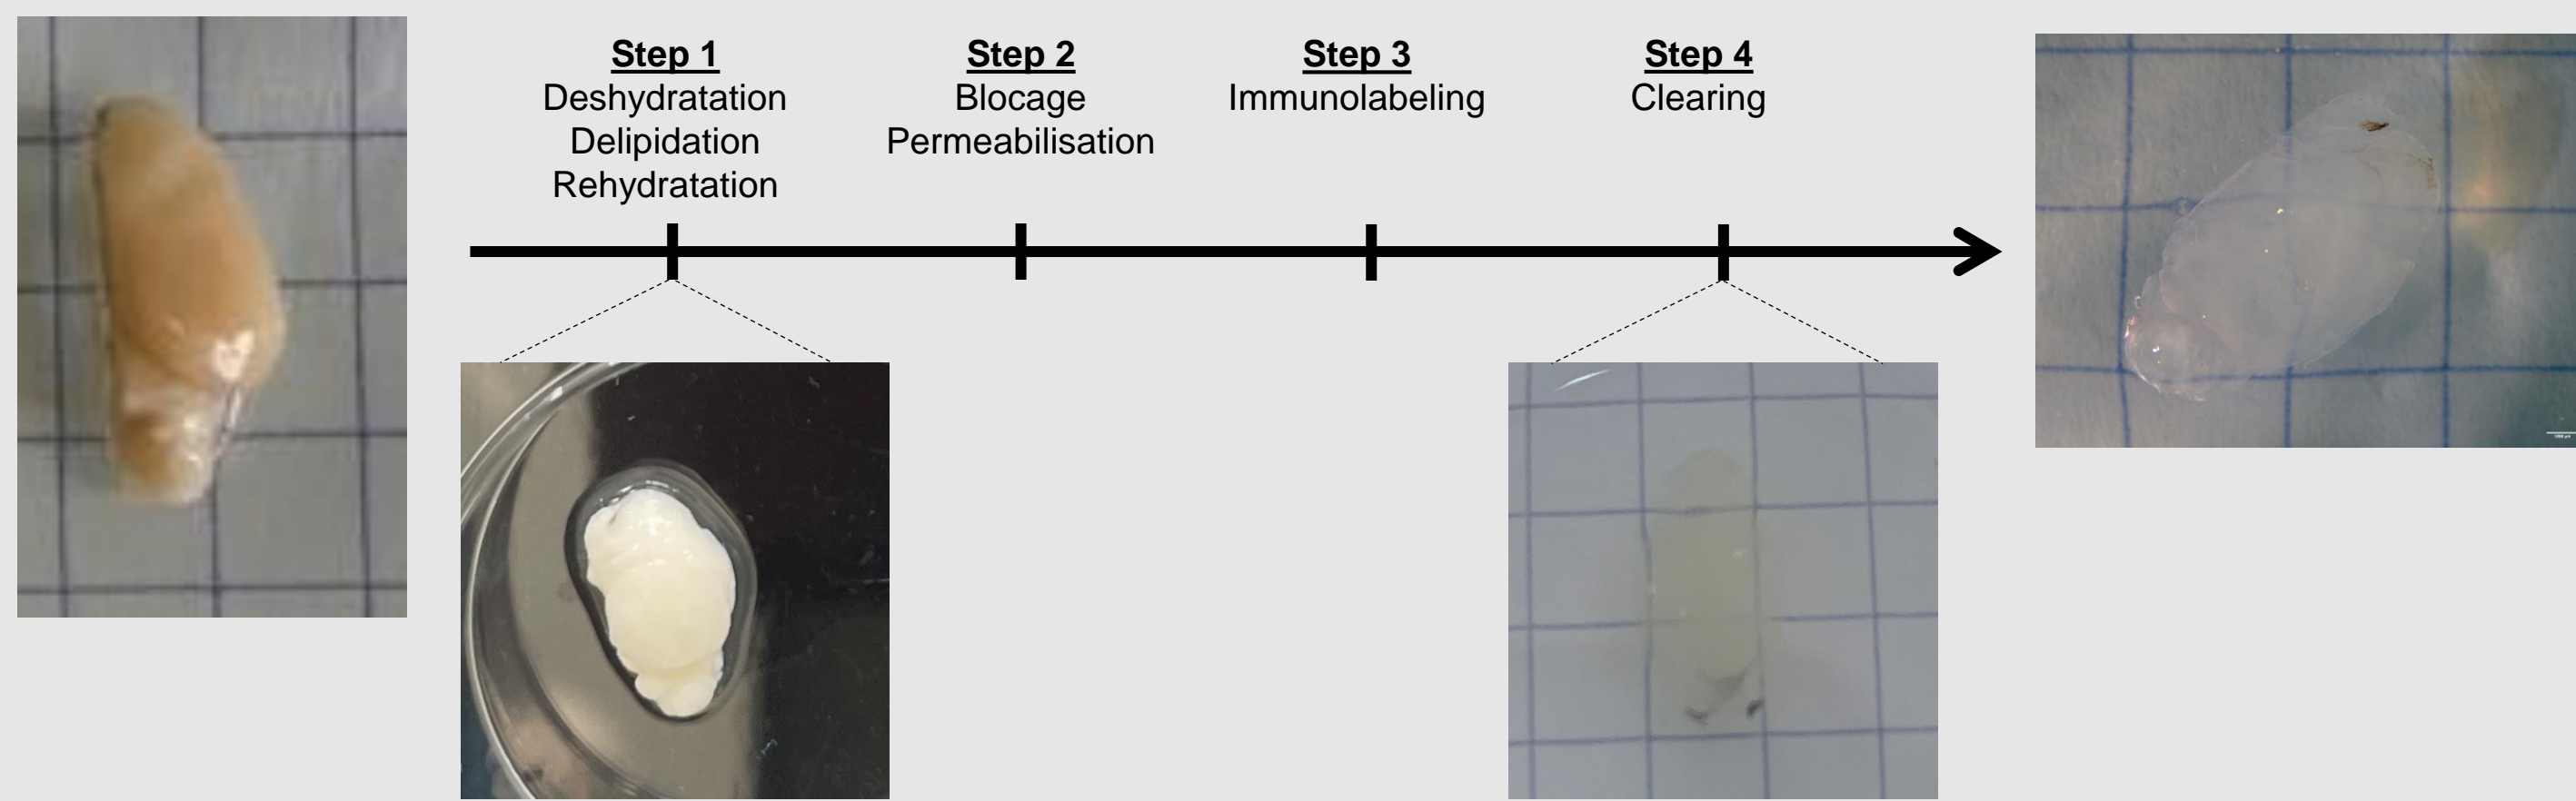 Step 1
Deshydratation
Delipidation
Rehydratation
Step 2
Blocage
Permeabilisation
Step 3
Immunolabeling
Step 4
Clearing